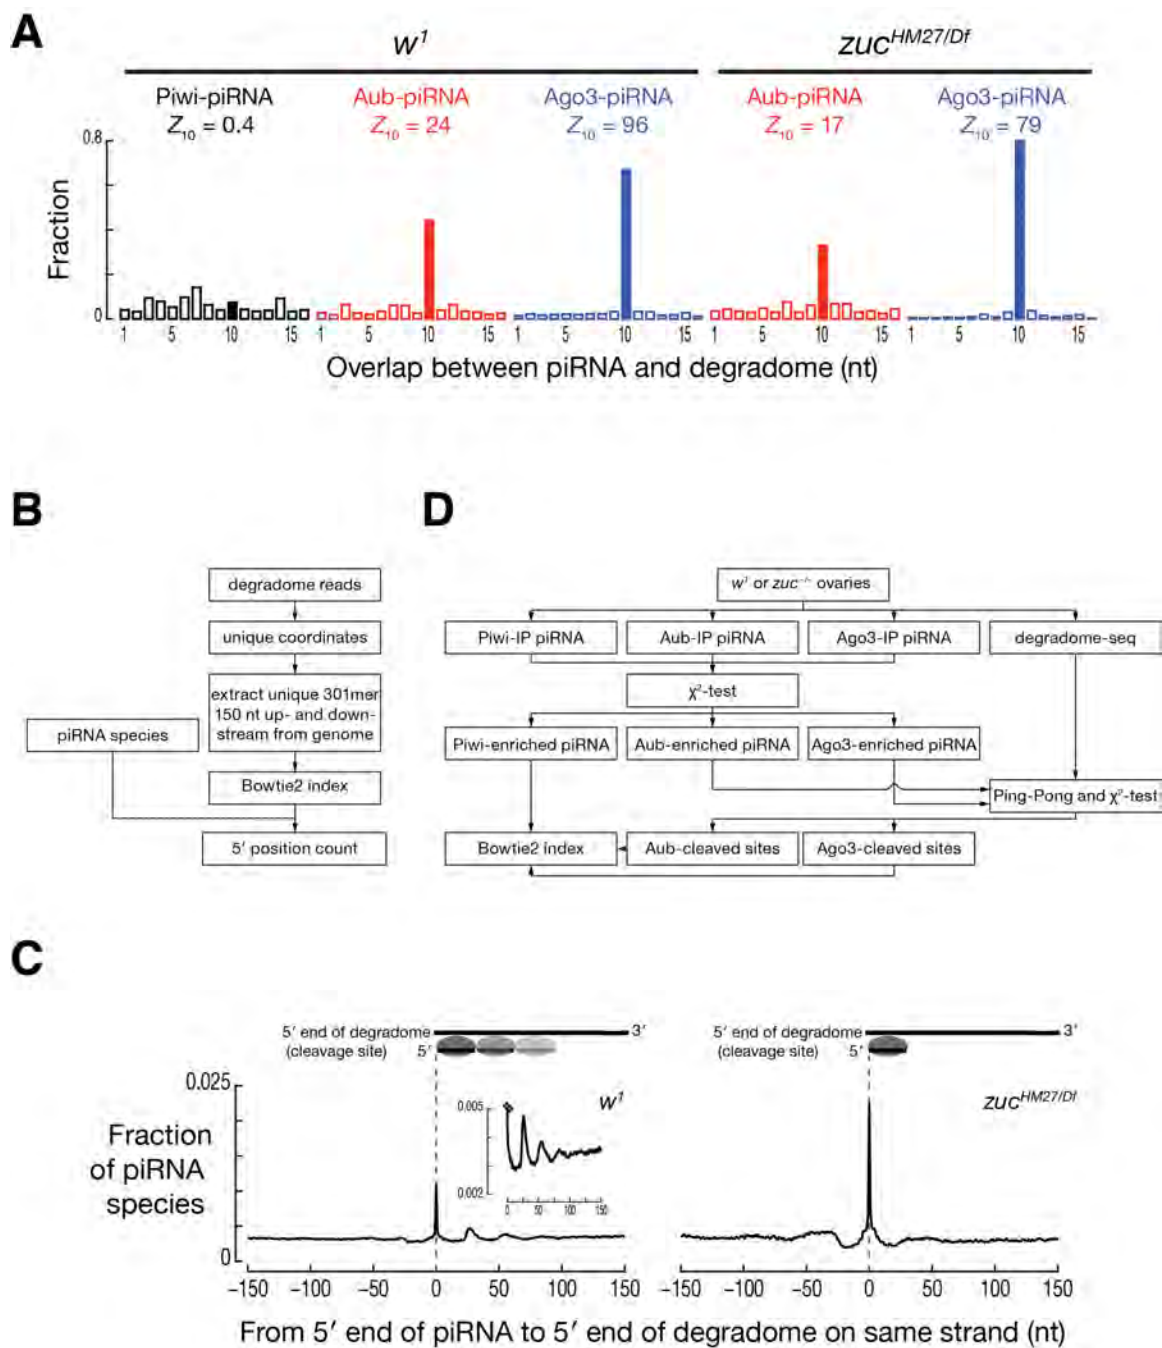 A
w¹
zucᴴᴹ²⁷/ᴰᶠ
Piwi-piRNA
Z₁₀ = 0.4
Aub-piRNA
Z₁₀ = 24
Ago3-piRNA
Z₁₀ = 96
Aub-piRNA
Z₁₀ = 17
Ago3-piRNA
Z₁₀ = 79
0.8
Fraction
0
1 5 10 15 1 5 10 15 1 5 10 15 1 5 10 15 1 5 10 15
Overlap between piRNA and degradome (nt)
B
degradome reads
unique coordinates
extract unique 301mer
150 nt up- and down-
stream from genome
piRNA species
Bowtie2 index
5′ position count
D
w¹ or zuc⁻/⁻ ovaries
Piwi-IP piRNA
Aub-IP piRNA
Ago3-IP piRNA
degradome-seq
χ²-test
Piwi-enriched piRNA
Aub-enriched piRNA
Ago3-enriched piRNA
Ping-Pong and χ²-test
Bowtie2 index
Aub-cleaved sites
Ago3-cleaved sites
C
5′ end of degradome
(cleavage site)
3′
5′
5′ end of degradome
(cleavage site)
3′
5′
0.025
Fraction
of piRNA
species
0
0.005
0.002
0 50 100 150
w¹
zucᴴᴹ²⁷/ᴰᶠ
−150 −100 −50 0 50 100 150
−150 −100 −50 0 50 100 150
From 5′ end of piRNA to 5′ end of degradome on same strand (nt)